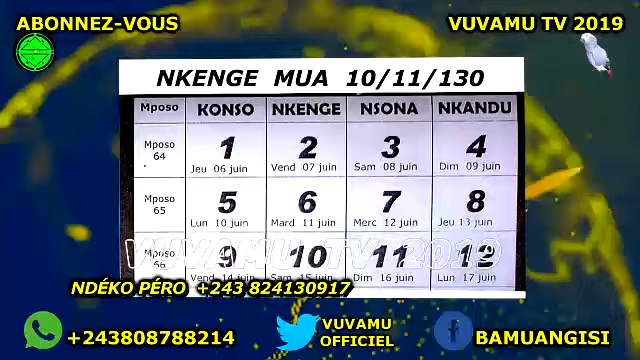 ABONNEZ-VOUS
VUVAMU TV 2019
NKENGE MUA 10/11/130
Mposo KONSO NKENGE NSONA NKANDU
Mposo 64 1 2 3 4
Jeu 06 juin Vend 07 juin Sam 08 juin Dim 09 juin
Mposo 65 5 6 7 8
Lun 10 juin Mard 11 juin Merc 12 juin Jeu 13 juin
VUVAMU TV 2019
Mposo 66 9 10 11 12
Vend 14 juin Sam 15 juin Dim 16 juin Lun 17 juin
NDÉKO PÉRO +243 824130917
+243808788214
VUVAMU
OFFICIEL
BAMUANGISI